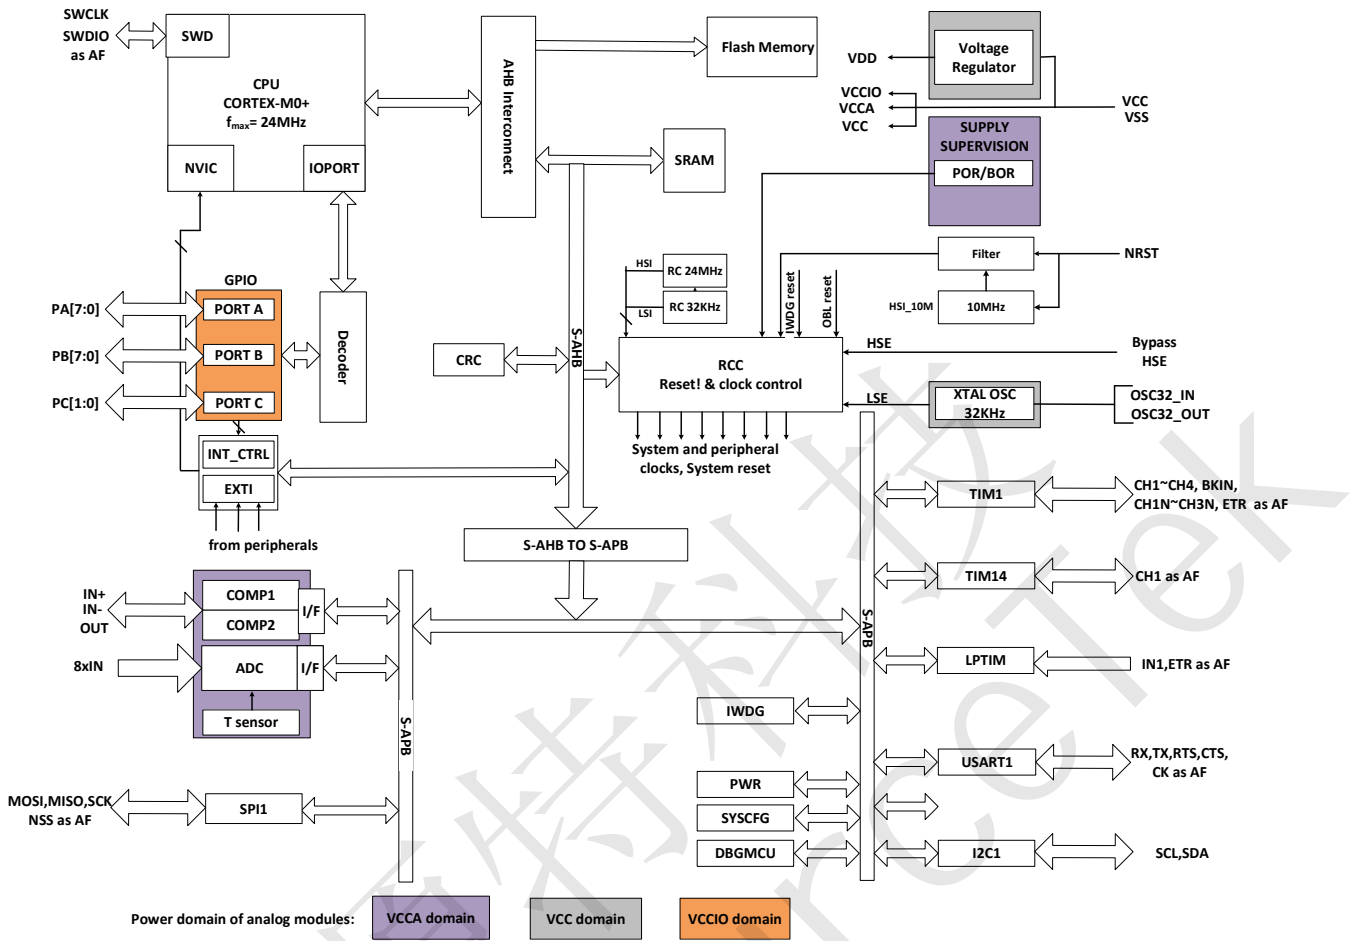 SWCLK
SWDIO
as AF
SWD
CPU
CORTEX-M0+
fmax= 24MHz
NVIC
IOPORT
AHB Interconnect
Flash Memory
SRAM
VDD
Voltage
Regulator
VCCIO
VCCA
VCC
VCC
VSS
SUPPLY
SUPERVISION
POR/BOR
Filter
NRST
HSI_10M
10MHz
HSI
RC 24MHz
LSI
RC 32KHz
IWDG reset
OBL reset
GPIO
PA[7:0]
PORT A
PB[7:0]
PORT B
PC[1:0]
PORT C
Decoder
CRC
S-AHB
RCC
Reset! & clock control
HSE
Bypass
HSE
LSE
XTAL OSC
32KHz
OSC32_IN
OSC32_OUT
System and peripheral
clocks, System reset
INT_CTRL
EXTI
from peripherals
S-AHB TO S-APB
TIM1
CH1~CH4, BKIN,
CH1N~CH3N, ETR as AF
TIM14
CH1 as AF
IN+
IN-
OUT
COMP1
COMP2
I/F
8xIN
ADC
I/F
T sensor
S-APB
S-APB
LPTIM
IN1,ETR as AF
IWDG
USART1
RX,TX,RTS,CTS,
CK as AF
PWR
SYSCFG
DBGMCU
I2C1
SCL,SDA
MOSI,MISO,SCK
NSS as AF
SPI1
Power domain of analog modules:
VCCA domain
VCC domain
VCCIO domain